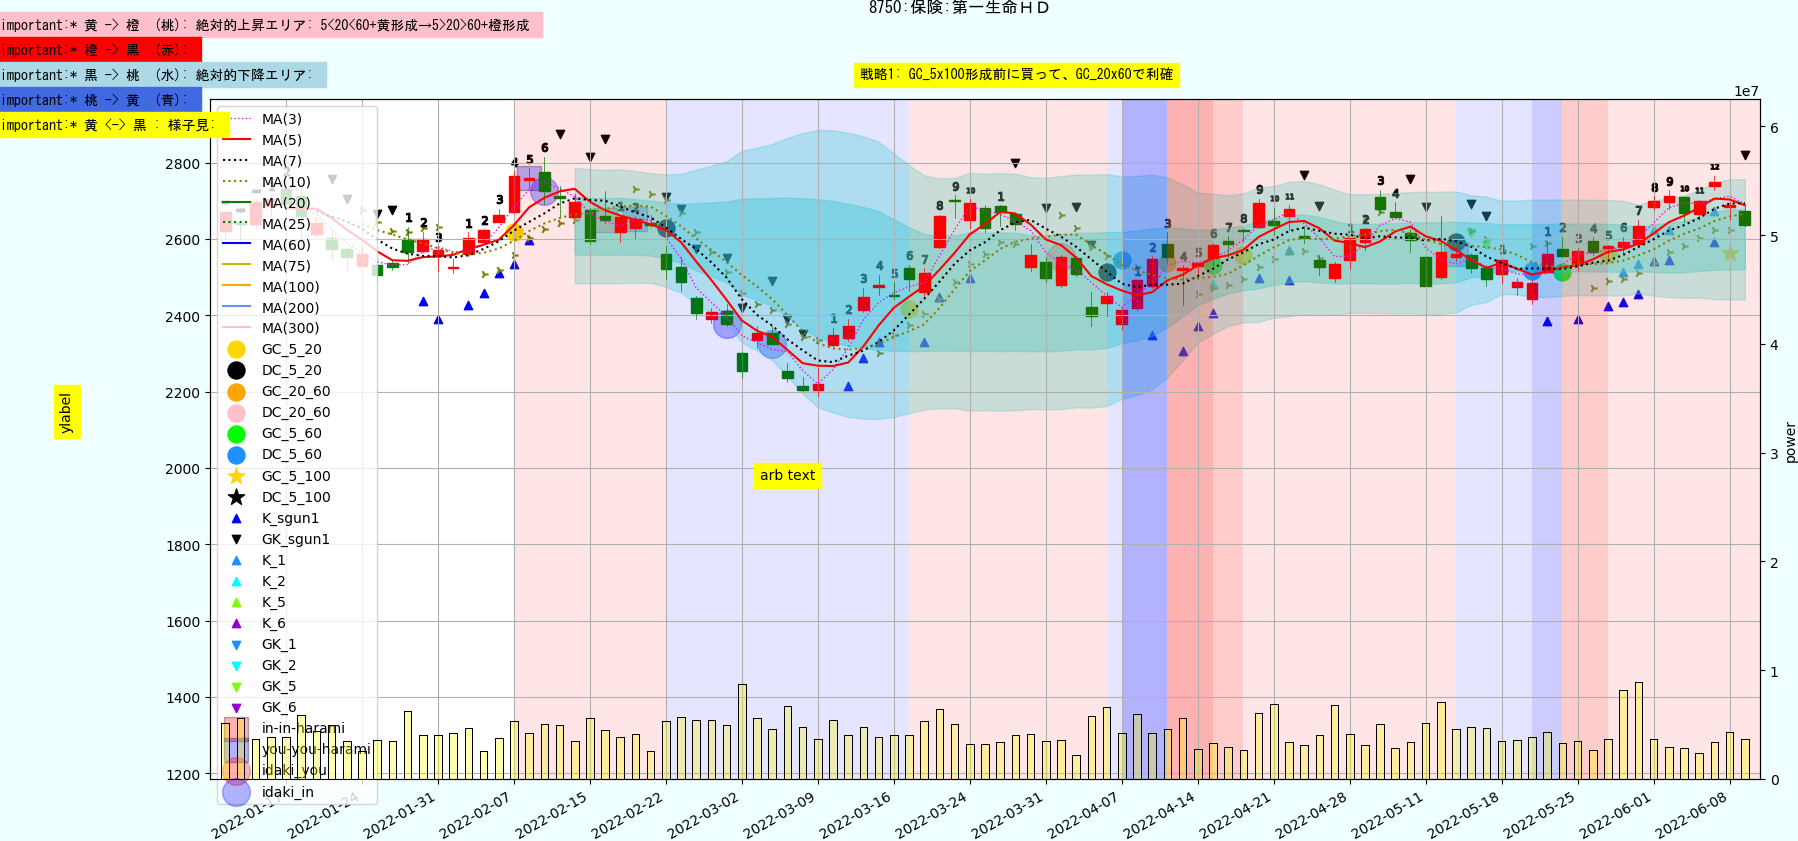 8750:保険:第一生命ＨＤ
important:* 黄 -> 橙 (桃): 絶対的上昇エリア: 5<20<60+黄形成→5>20>60+橙形成
important:* 橙 -> 黒 (赤):
important:* 黒 -> 桃 (水): 絶対的下降エリア:
戦略1: GC_5x100形成前に買って、GC_20x60で利確
important:* 桃 -> 黄 (青):
important:* 黄 <-> 黒 : 様子見:
1e7
MA(3)
MA(5)
MA(7)
MA(10)
MA(20)
MA(25)
MA(60)
MA(75)
MA(100)
MA(200)
MA(300)
GC_5_20
DC_5_20
GC_20_60
DC_20_60
GC_5_60
DC_5_60
GC_5_100
DC_5_100
K_sgun1
GK_sgun1
K_1
K_2
K_5
K_6
GK_1
GK_2
GK_5
GK_6
in-in-harami
you-you-harami
idaki_you
idaki_in
2800
2600
2400
2200
2000
1800
1600
1400
1200
ylabel
arb text
6
5
4
3
2
1
0
power
2022-01-17
2022-01-24
2022-01-31
2022-02-07
2022-02-15
2022-02-22
2022-03-02
2022-03-09
2022-03-16
2022-03-24
2022-03-31
2022-04-07
2022-04-14
2022-04-21
2022-04-28
2022-05-11
2022-05-18
2022-05-25
2022-06-01
2022-06-08